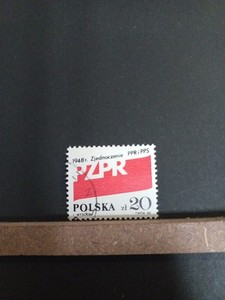 1948 r. Zjednoczenie PPR i PPS
PZPR
POLSKA zł 20